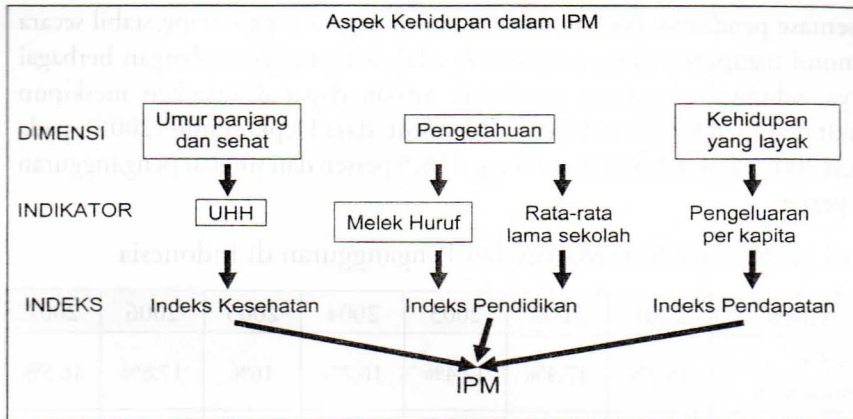 Aspek Kehidupan dalam IPM
DIMENSI
Umur panjang
dan sehat
Pengetahuan
Kehidupan
yang layak
INDIKATOR
UHH
Melek Huruf
Rata-rata
lama sekolah
Pengeluaran
per kapita
INDEKS
Indeks Kesehatan
Indeks Pendidikan
Indeks Pendapatan
IPM